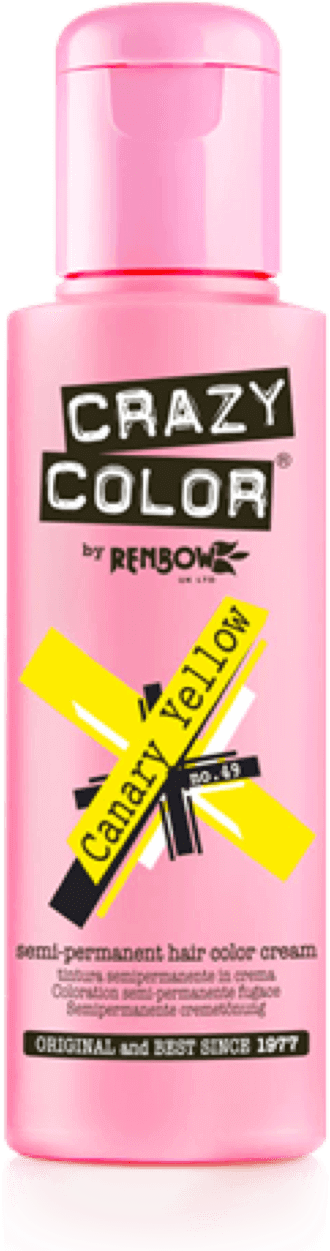 CRAZY
COLOR®
by RENBOW
UK LTD
Canary Yellow
no.49
semi-permanent hair color cream
tintura semipermanente in crema
Coloration semi-permanente fugace
Semipermanente cremetönung
ORIGINAL and BEST SINCE 1977